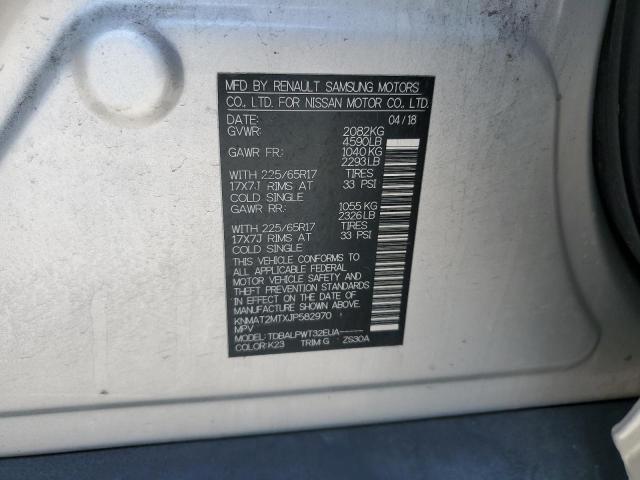 MFD BY RENAULT SAMSUNG MOTORS
CO., LTD. FOR NISSAN MOTOR CO., LTD.
DATE: 04/18
GVWR: 2082KG
4590LB
GAWR FR: 1040KG
2293LB
WITH 225/65R17 TIRES
17X7J RIMS AT 33 PSI
COLD SINGLE
GAWR RR: 1055KG
2326LB
WITH 225/65R17 TIRES
17X7J RIMS AT 33 PSI
COLD SINGLE
THIS VEHICLE CONFORMS TO
ALL APPLICABLE FEDERAL
MOTOR VEHICLE SAFETY AND
THEFT PREVENTION STANDARDS
IN EFFECT ON THE DATE OF
MANUFACTURE SHOWN ABOVE.
KNMAT2MTXJP582970
MPV
MODEL: TDBALPWT32EUA-----
COLOR:K23 TRIM:G ZS30A